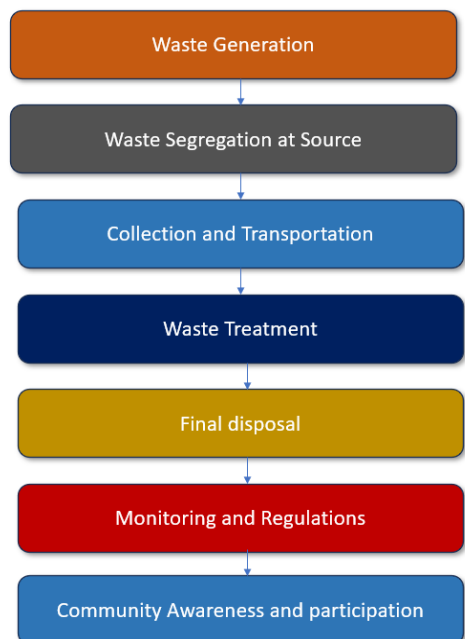 Waste Generation
Waste Segregation at Source
Collection and Transportation
Waste Treatment
Final disposal
Monitoring and Regulations
Community Awareness and participation